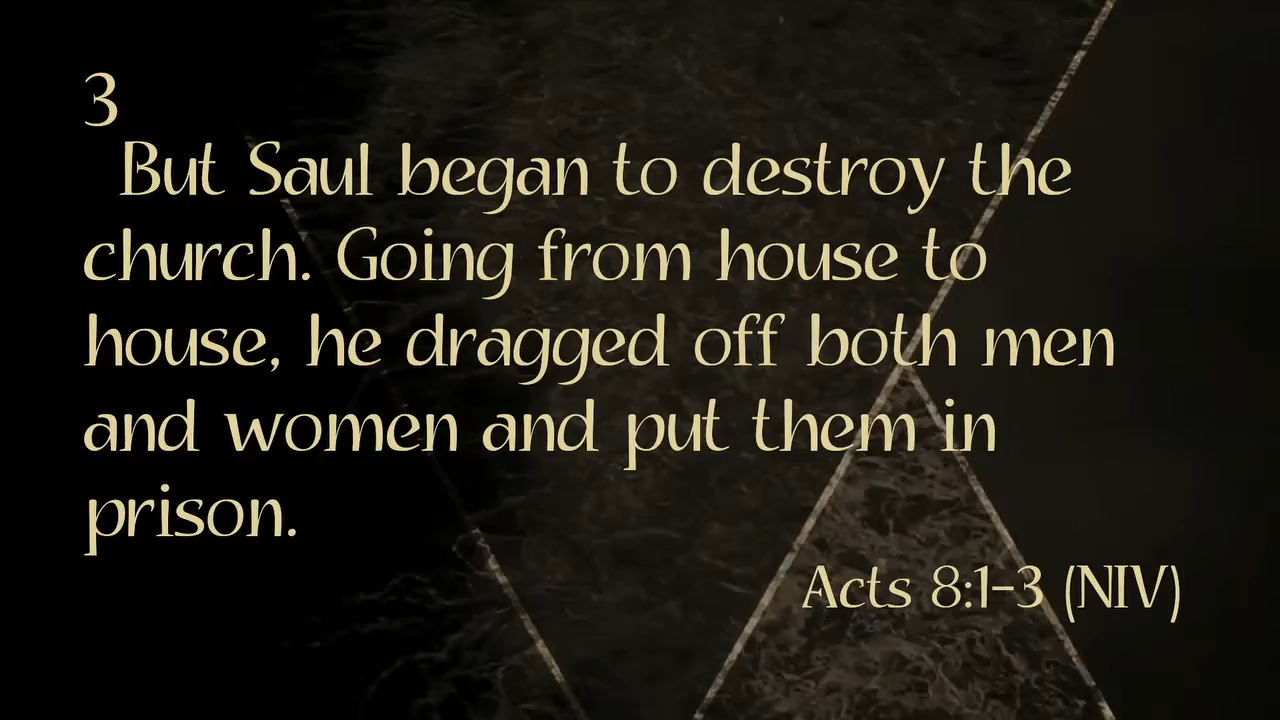 3
But Saul began to destroy the
church. Going from house to
house, he dragged off both men
and women and put them in
prison.
Acts 8:1-3 (NIV)